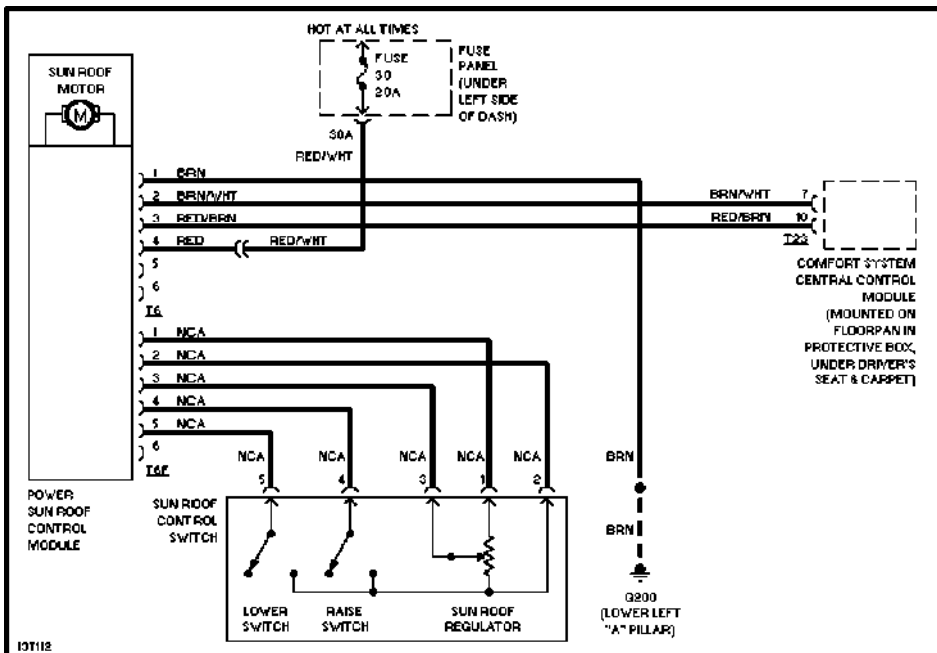 HOT AT ALL TIMES
SUN ROOF
MOTOR
M
FUSE
30
20A
FUSE
PANEL
(UNDER
LEFT SIDE
OF DASH)
30A
RED/WHT
1 BRN
2 BRN/WHT
BRN/WHT 7
3 RED/BRN
RED/BRN 10
4 RED
RED/WHT
T23
5
6
T6
COMFORT SYSTEM
CENTRAL CONTROL
MODULE
(MOUNTED ON
FLOORPAN IN
PROTECTIVE BOX,
UNDER DRIVER'S
SEAT & CARPET)
1 NCA
2 NCA
3 NCA
4 NCA
5 NCA
6
T6F
NCA NCA NCA NCA NCA BRN
5 4 3 1 2
POWER
SUN ROOF
CONTROL
MODULE
SUN ROOF
CONTROL
SWITCH
BRN
LOWER
SWITCH
RAISE
SWITCH
SUN ROOF
REGULATOR
G200
(LOWER LEFT
"A" PILLAR)